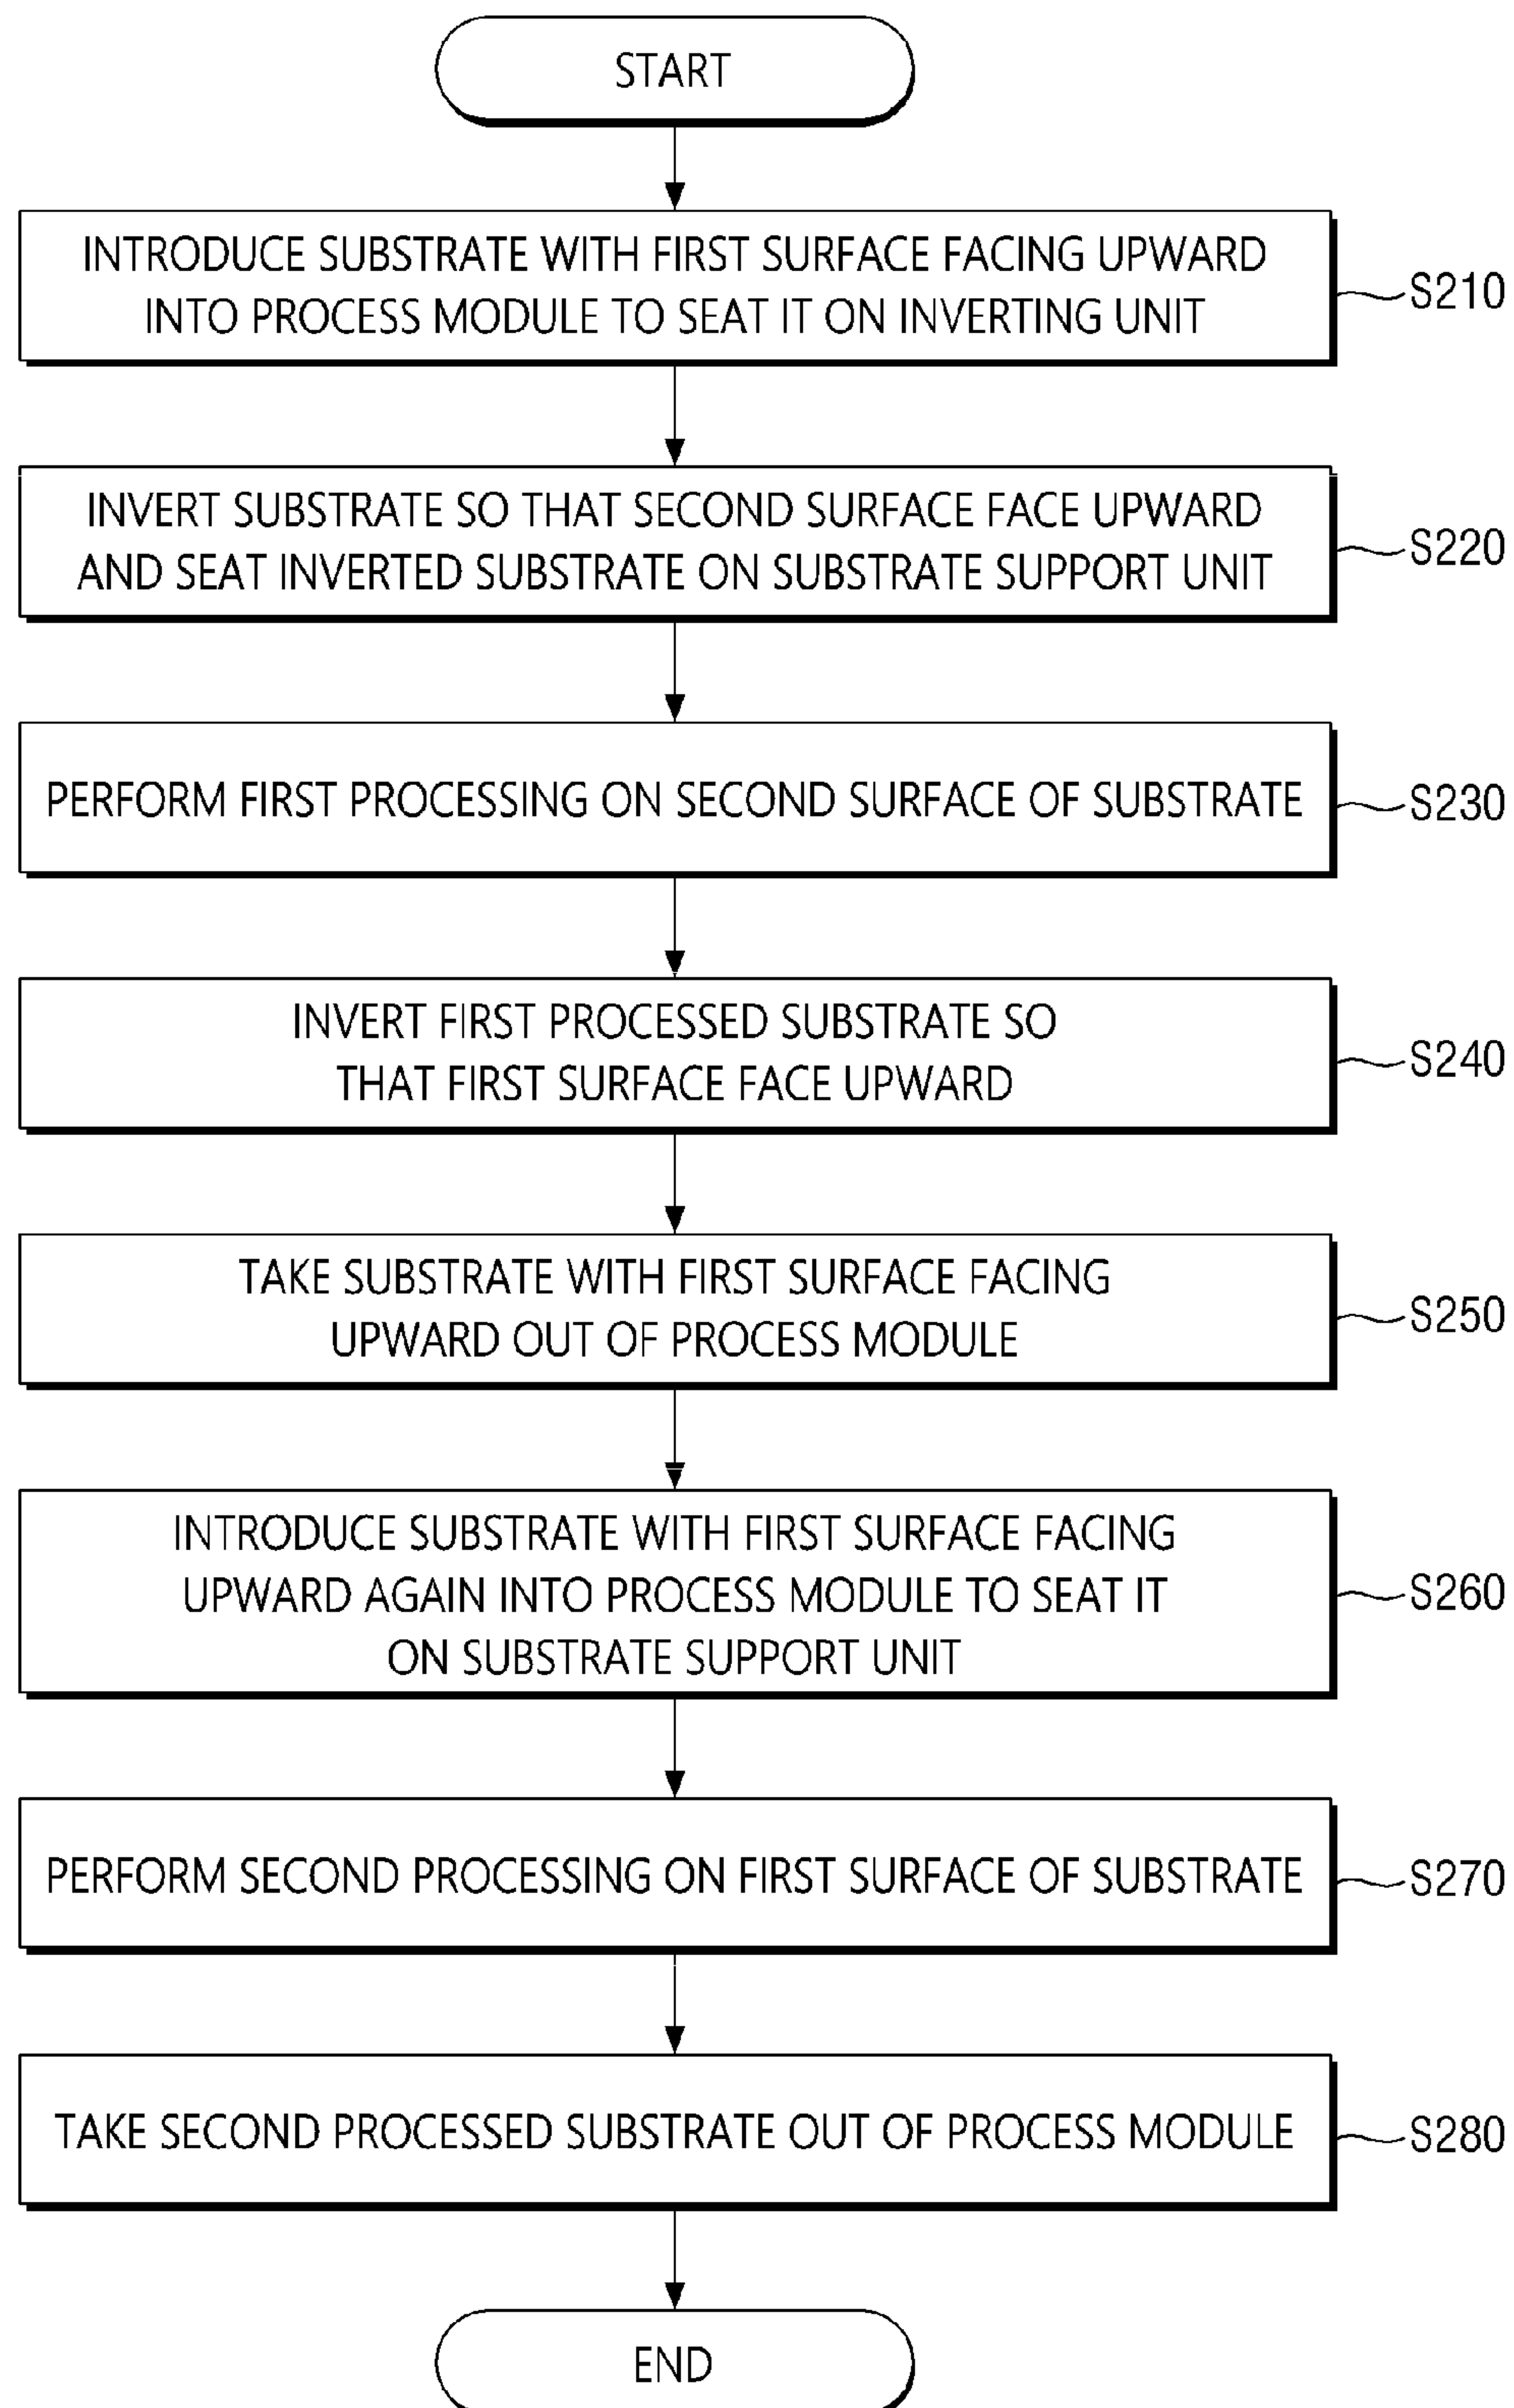 START
INTRODUCE SUBSTRATE WITH FIRST SURFACE FACING UPWARD
INTO PROCESS MODULE TO SEAT IT ON INVERTING UNIT
S210
INVERT SUBSTRATE SO THAT SECOND SURFACE FACE UPWARD
AND SEAT INVERTED SUBSTRATE ON SUBSTRATE SUPPORT UNIT
S220
PERFORM FIRST PROCESSING ON SECOND SURFACE OF SUBSTRATE
S230
INVERT FIRST PROCESSED SUBSTRATE SO
THAT FIRST SURFACE FACE UPWARD
S240
TAKE SUBSTRATE WITH FIRST SURFACE FACING
UPWARD OUT OF PROCESS MODULE
S250
INTRODUCE SUBSTRATE WITH FIRST SURFACE FACING
UPWARD AGAIN INTO PROCESS MODULE TO SEAT IT
ON SUBSTRATE SUPPORT UNIT
S260
PERFORM SECOND PROCESSING ON FIRST SURFACE OF SUBSTRATE
S270
TAKE SECOND PROCESSED SUBSTRATE OUT OF PROCESS MODULE
S280
END